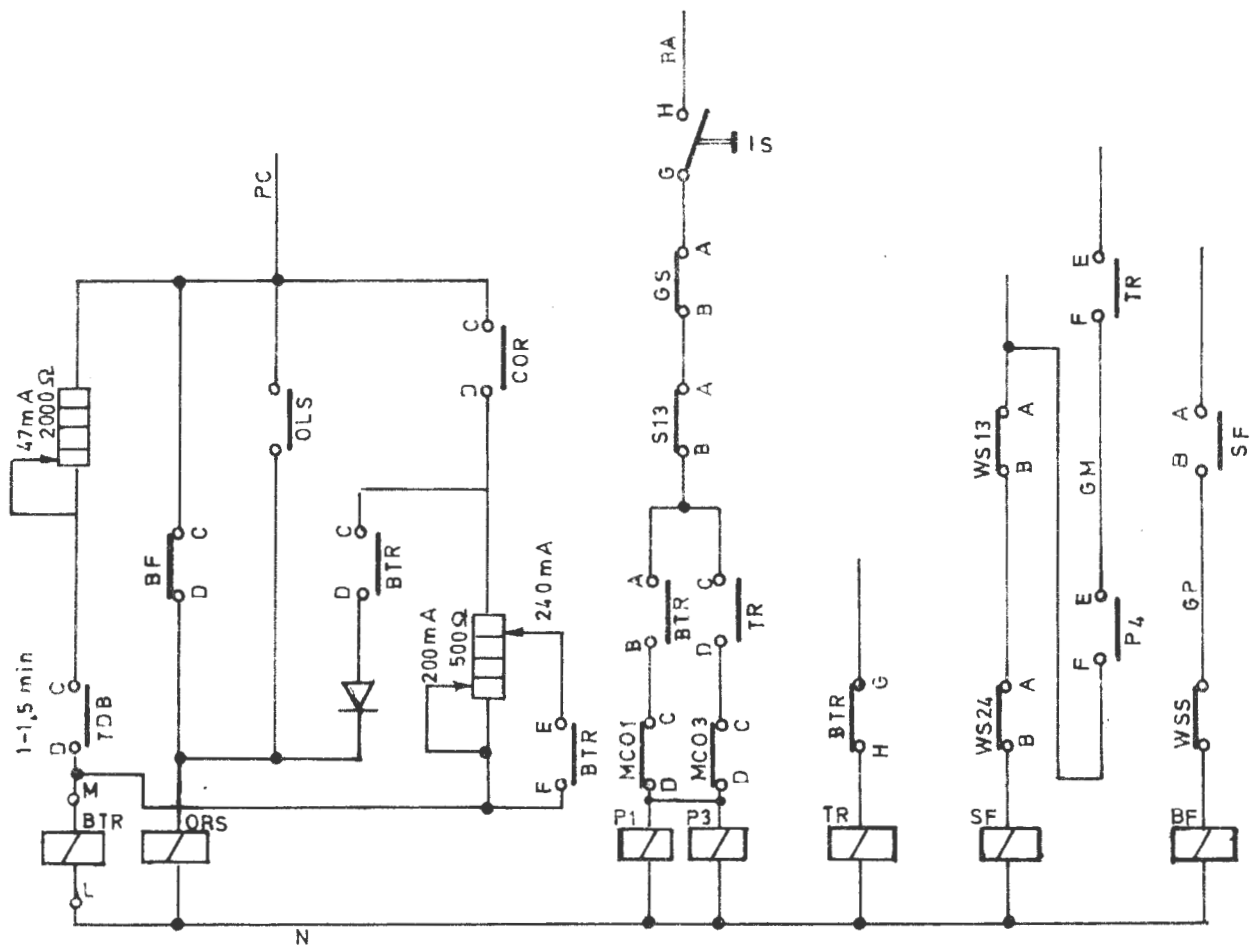 RA
H
IS
G
PC
A
GS
B
E
TR
F
C
COR
D
47mA
2000Ω
OLS
A
S13
B
A
WS13
B
GM
A
B
SF
C
BF
D
C
BTR
D
240mA
200mA
500Ω
A
BTR
B
C
TR
D
E
P4
F
GP
1-1,5 min
C
TDB
D
M
E
BTR
F
MCO1
C
D
MCO3
C
D
G
BTR
H
A
WS24
B
WSS
BTR
ORS
P1
P3
TR
SF
BF
L
N